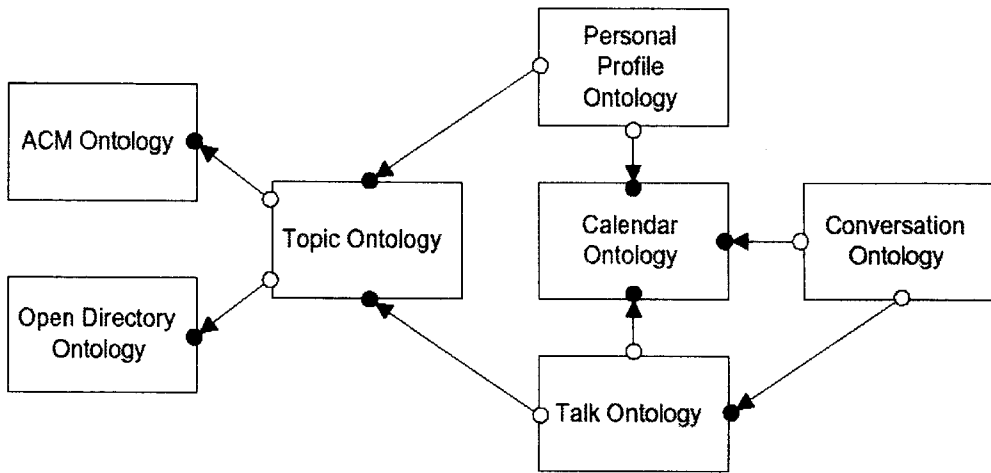 Personal
Profile
Ontology
ACM Ontology
Topic Ontology
Calendar
Ontology
Conversation
Ontology
Open Directory
Ontology
Talk Ontology